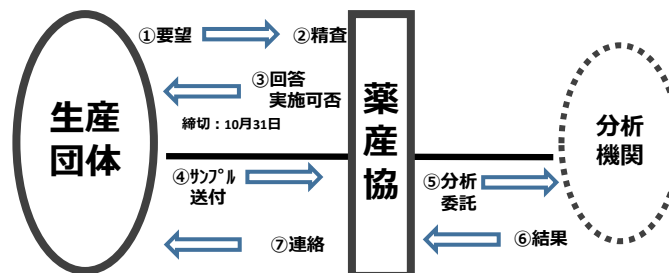 ①要望
②精査
③回答
実施可否
締切：10月31日
生産
団体
薬
産
協
分析
機関
④ｻﾝﾌﾟﾙ
送付
⑤分析
委託
⑥結果
⑦連絡